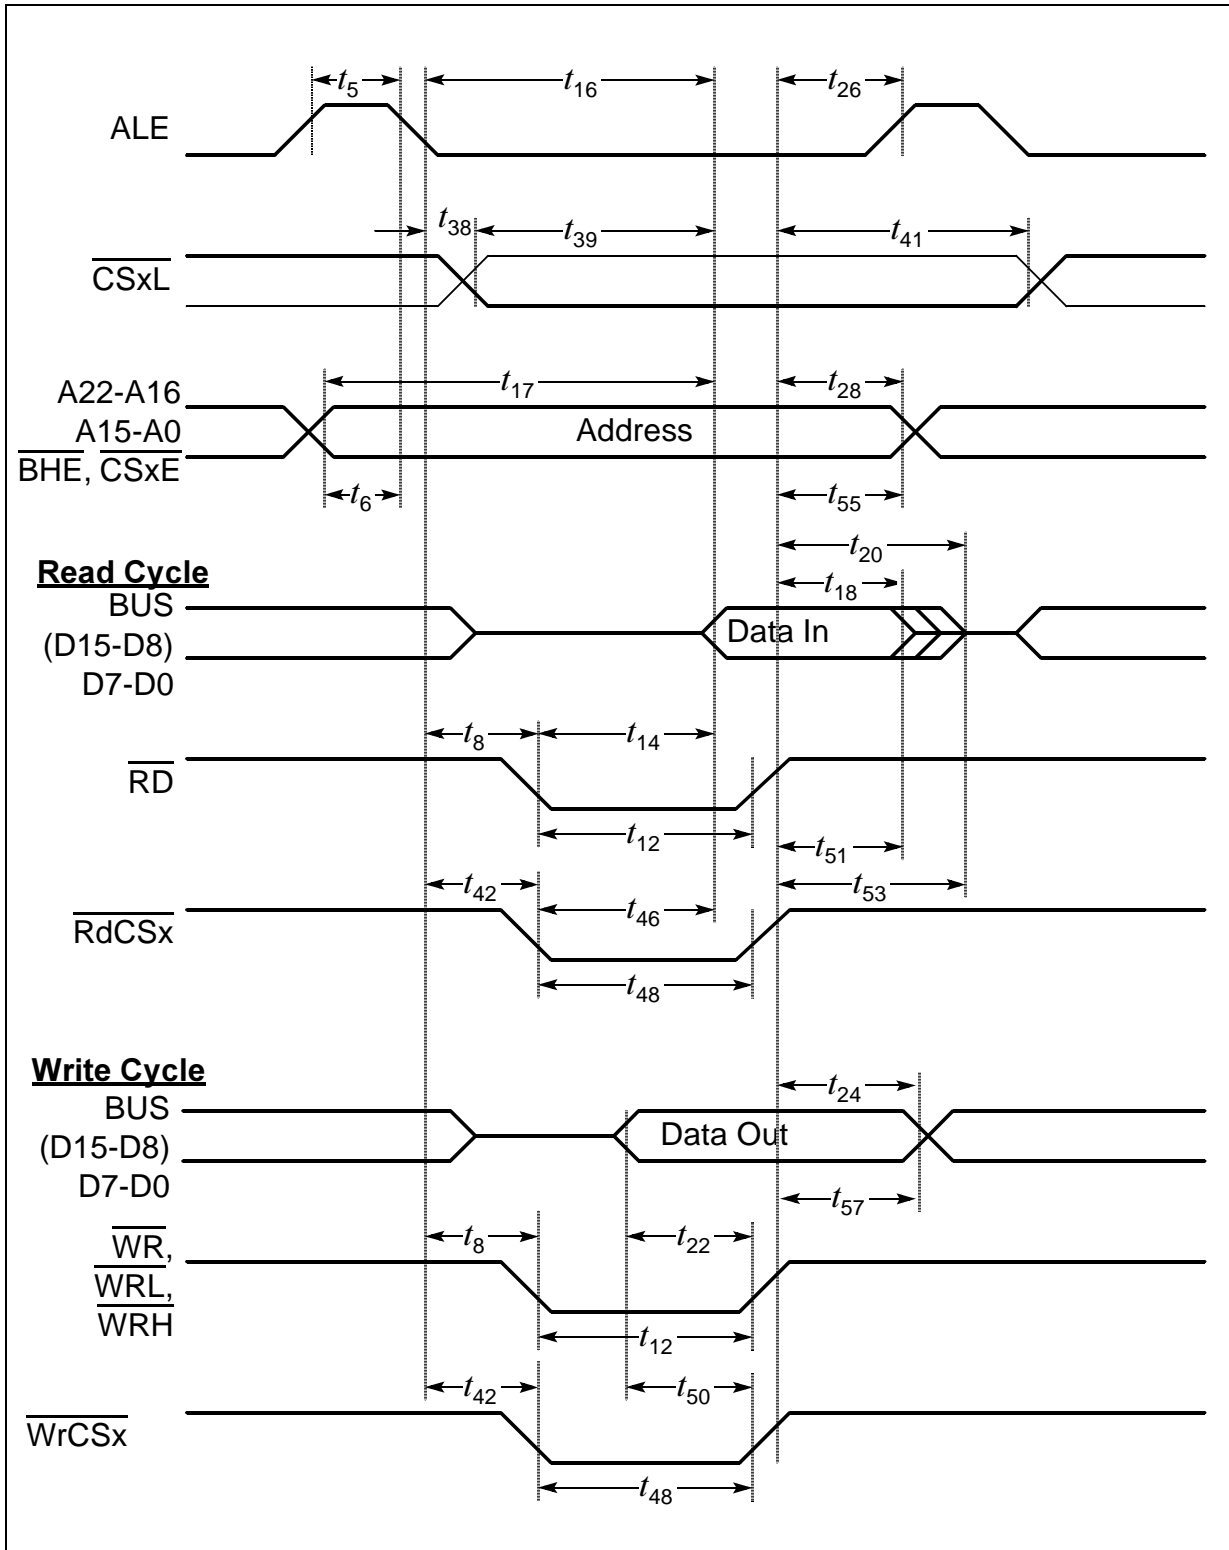 t5 t16 t26
ALE
t38 t39 t41
CSxL
t17 t28
A22-A16
A15-A0 Address
BHE, CSxE
t6 t55
t20
Read Cycle
t18
BUS
(D15-D8) Data In
D7-D0
t8 t14
RD
t12
t51
t42 t53
t46
RdCSx
t48
Write Cycle
t24
BUS
(D15-D8) Data Out
D7-D0
t57
t8 t22
WR,
WRL,
WRH
t12
t42 t50
WrCSx
t48